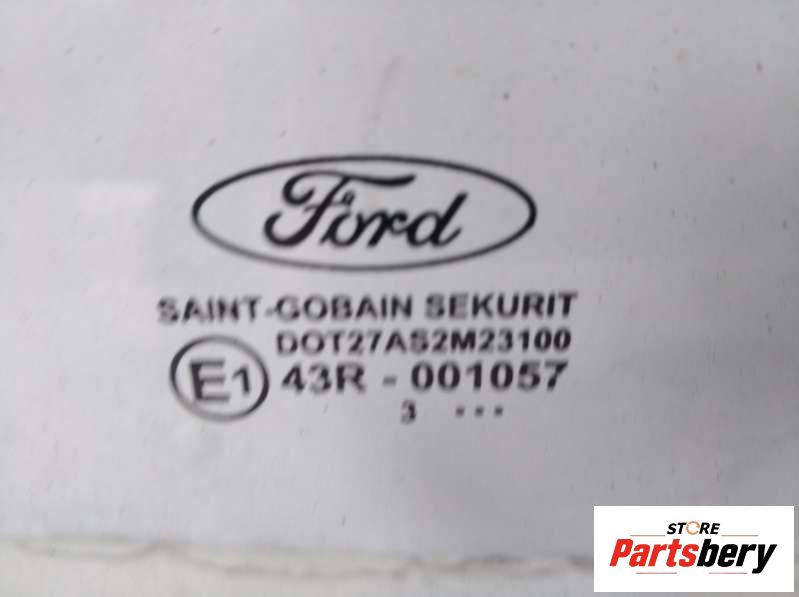 Ford
SAINT-GOBAIN SEKURIT
DOT27AS2M23100
E1 43R - 001057
3 ...
STORE
Partsbery